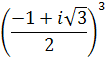 ((-1 + i√3)/2)³